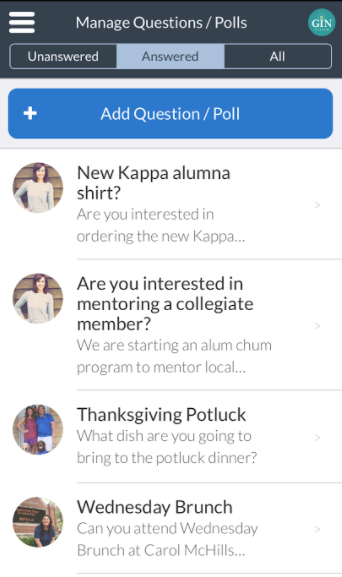 Manage Questions / Polls
GIN
Unanswered Answered All
+ Add Question / Poll
New Kappa alumna
shirt?
Are you interested in
ordering the new Kappa...
Are you interested in
mentoring a collegiate
member?
We are starting an alum chum
program to mentor local...
Thanksgiving Potluck
What dish are you going to
bring to the potluck dinner?
Wednesday Brunch
Can you attend Wednesday
Brunch at Carol McHills...